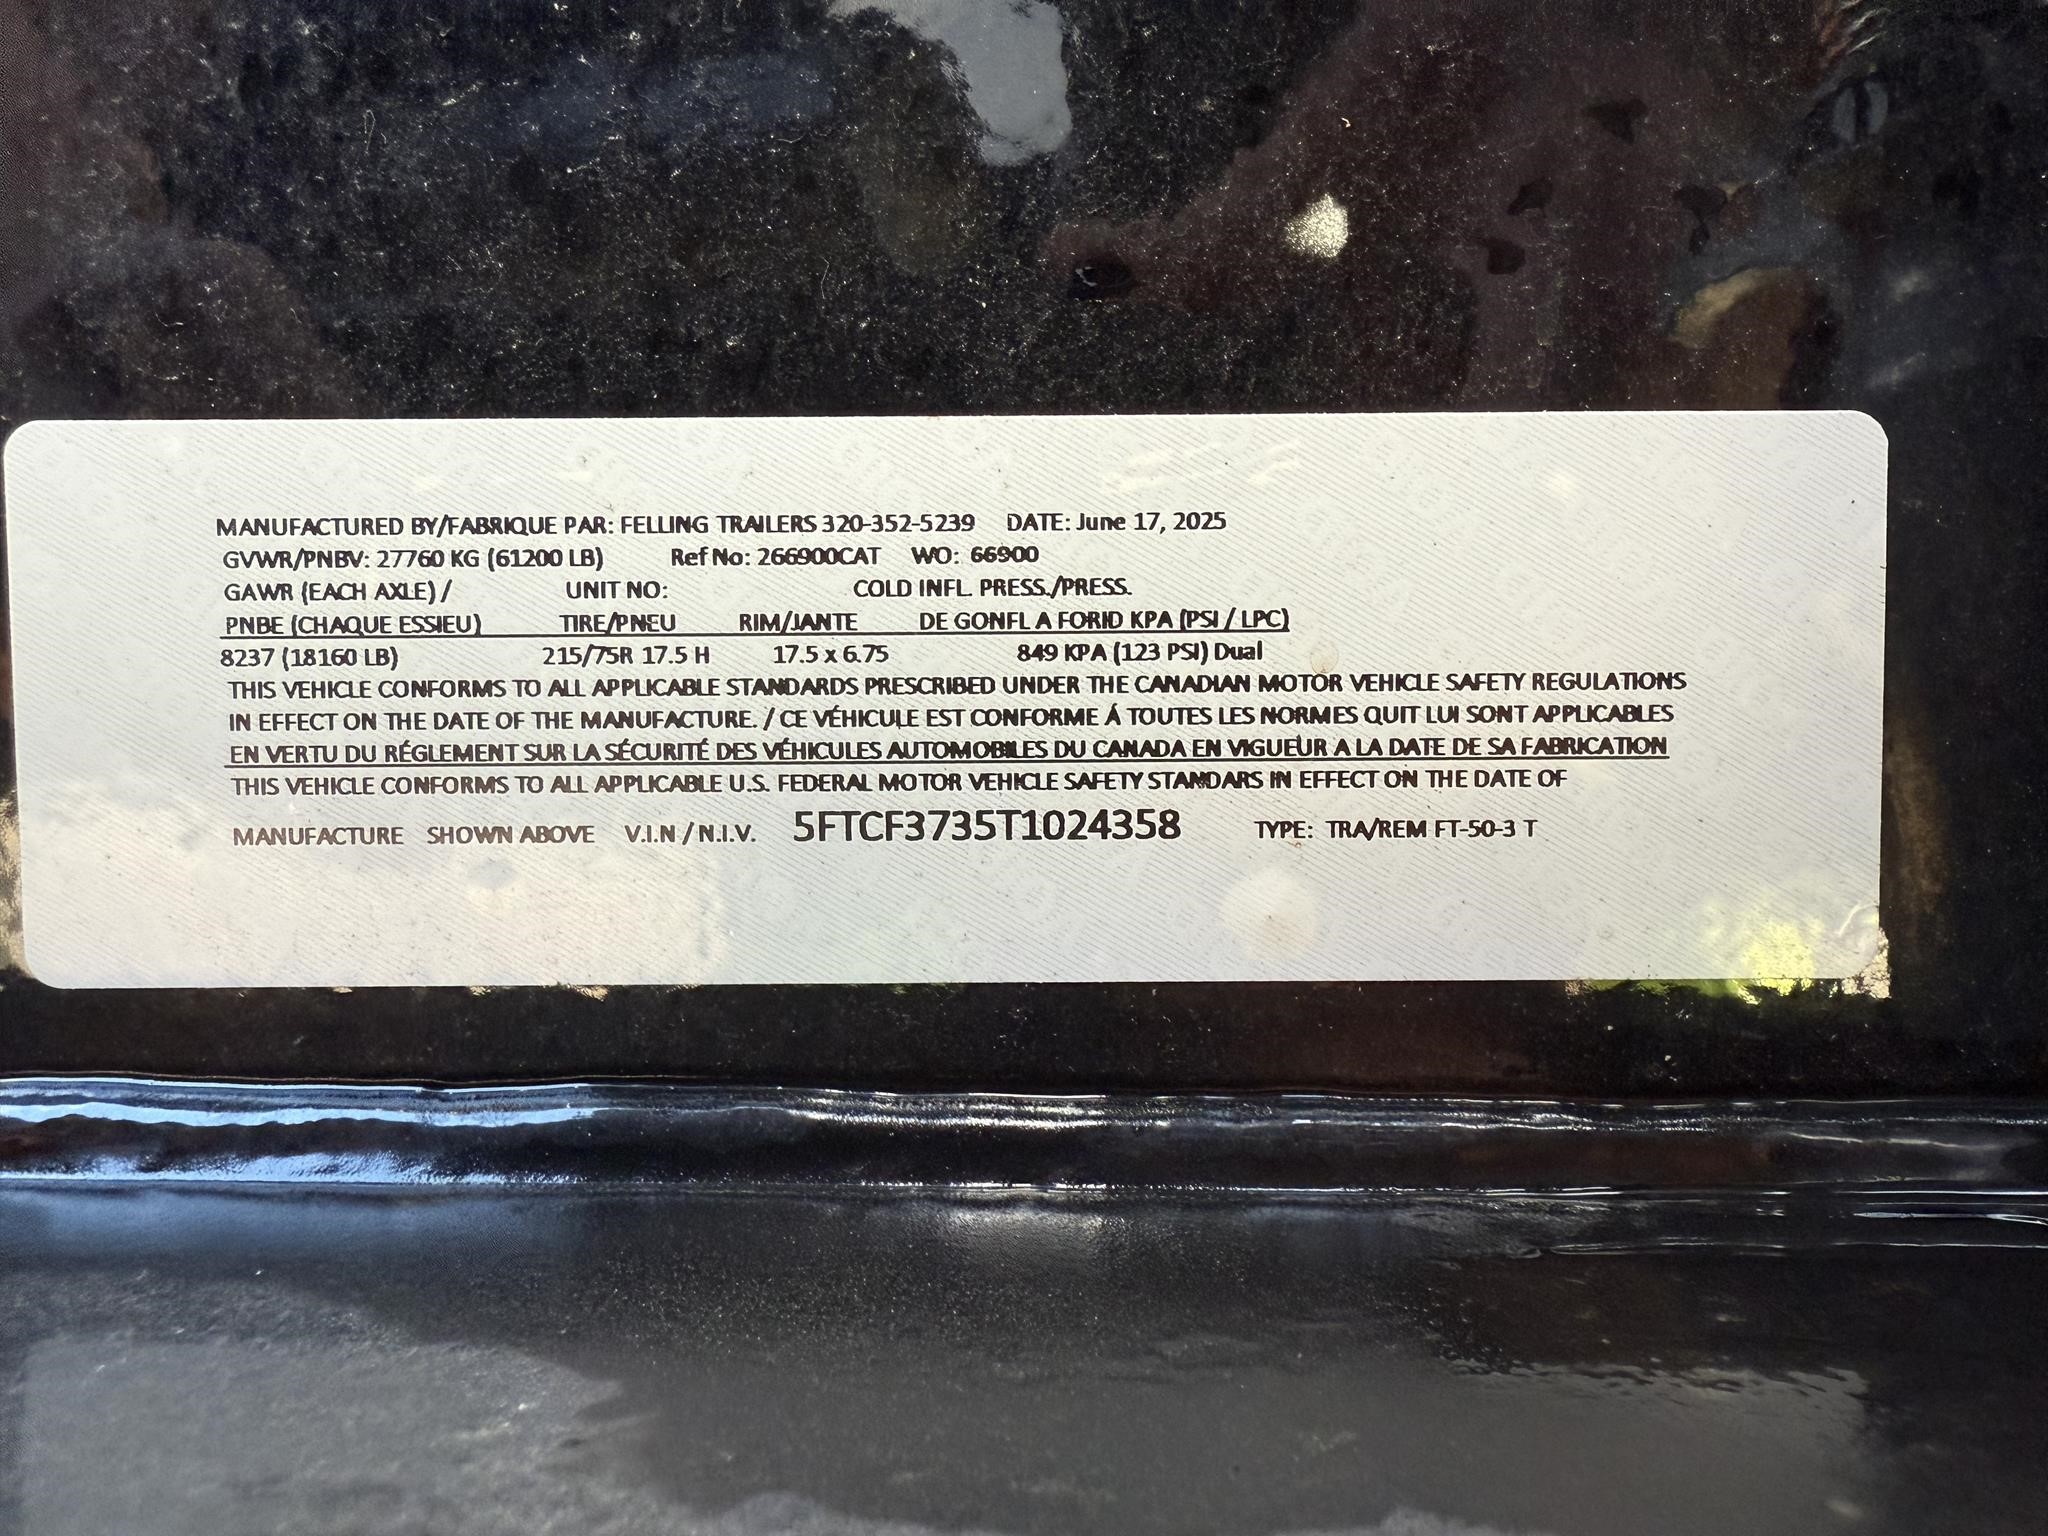 MANUFACTURED BY/FABRIQUE PAR: FELLING TRAILERS 320-352-5239 DATE: June 17, 2025
GVWR/PNBV: 27760 KG (61200 LB) Ref No: 266900CAT WO: 66900
GAWR (EACH AXLE) / UNIT NO: COLD INFL. PRESS./PRESS.
PNBE (CHAQUE ESSIEU) TIRE/PNEU RIM/JANTE DE GONFL A FORID KPA (PSI / LPC)
8237 (18160 LB) 215/75R 17.5 H 17.5 x 6.75 849 KPA (123 PSI) Dual
THIS VEHICLE CONFORMS TO ALL APPLICABLE STANDARDS PRESCRIBED UNDER THE CANADIAN MOTOR VEHICLE SAFETY REGULATIONS
IN EFFECT ON THE DATE OF THE MANUFACTURE. / CE VÉHICULE EST CONFORME Á TOUTES LES NORMES QUIT LUI SONT APPLICABLES
EN VERTU DU RÉGLEMENT SUR LA SÉCURITÉ DES VÉHICULES AUTOMOBILES DU CANADA EN VIGUEUR A LA DATE DE SA FABRICATION
THIS VEHICLE CONFORMS TO ALL APPLICABLE U.S. FEDERAL MOTOR VEHICLE SAFETY STANDARS IN EFFECT ON THE DATE OF
MANUFACTURE SHOWN ABOVE V.I.N / N.I.V. 5FTCF3735T1024358 TYPE: TRA/REM FT-50-3 T